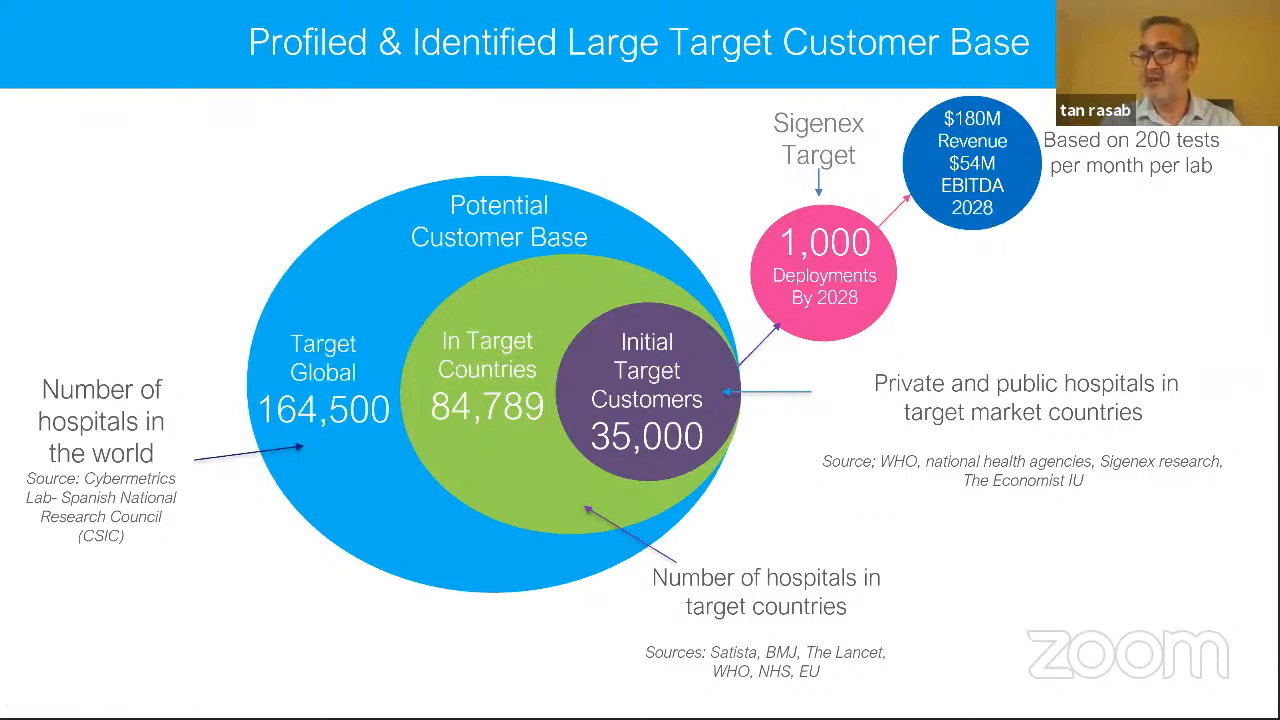 Profiled & Identified Large Target Customer Base
tan rasab
Sigenex
Target
$180M
Revenue
$54M
EBITDA
2028
Based on 200 tests
per month per lab
Potential
Customer Base
1,000
Deployments
By 2028
Target
Global
164,500
In Target
Countries
84,789
Initial
Target
Customers
35,000
Number of
hospitals in
the world
Source: Cybermetrics
Lab- Spanish National
Research Council
(CSIC)
Private and public hospitals in
target market countries
Source; WHO, national health agencies, Sigenex research,
The Economist IU
Number of hospitals in
target countries
Sources: Satista, BMJ, The Lancet,
WHO, NHS, EU
zoom